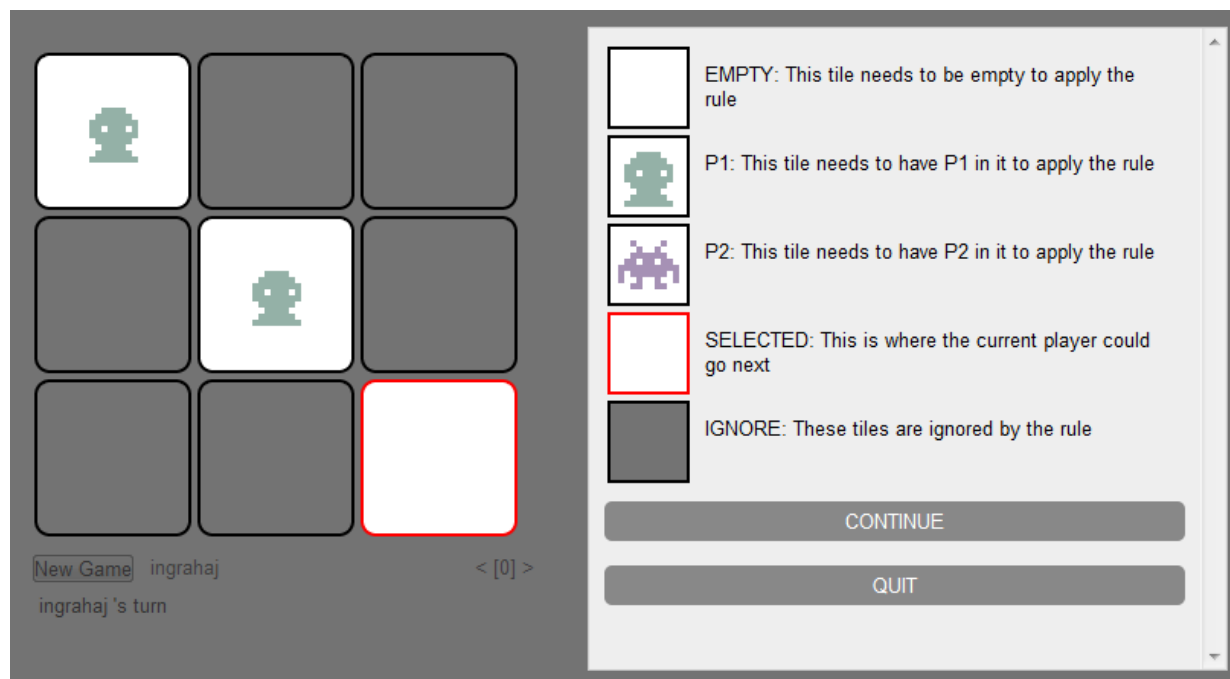 EMPTY: This tile needs to be empty to apply the
rule
P1: This tile needs to have P1 in it to apply the rule
P2: This tile needs to have P2 in it to apply the rule
SELECTED: This is where the current player could
go next
IGNORE: These tiles are ignored by the rule
CONTINUE
QUIT
New Game ingrahaj < [0] >
ingrahaj 's turn